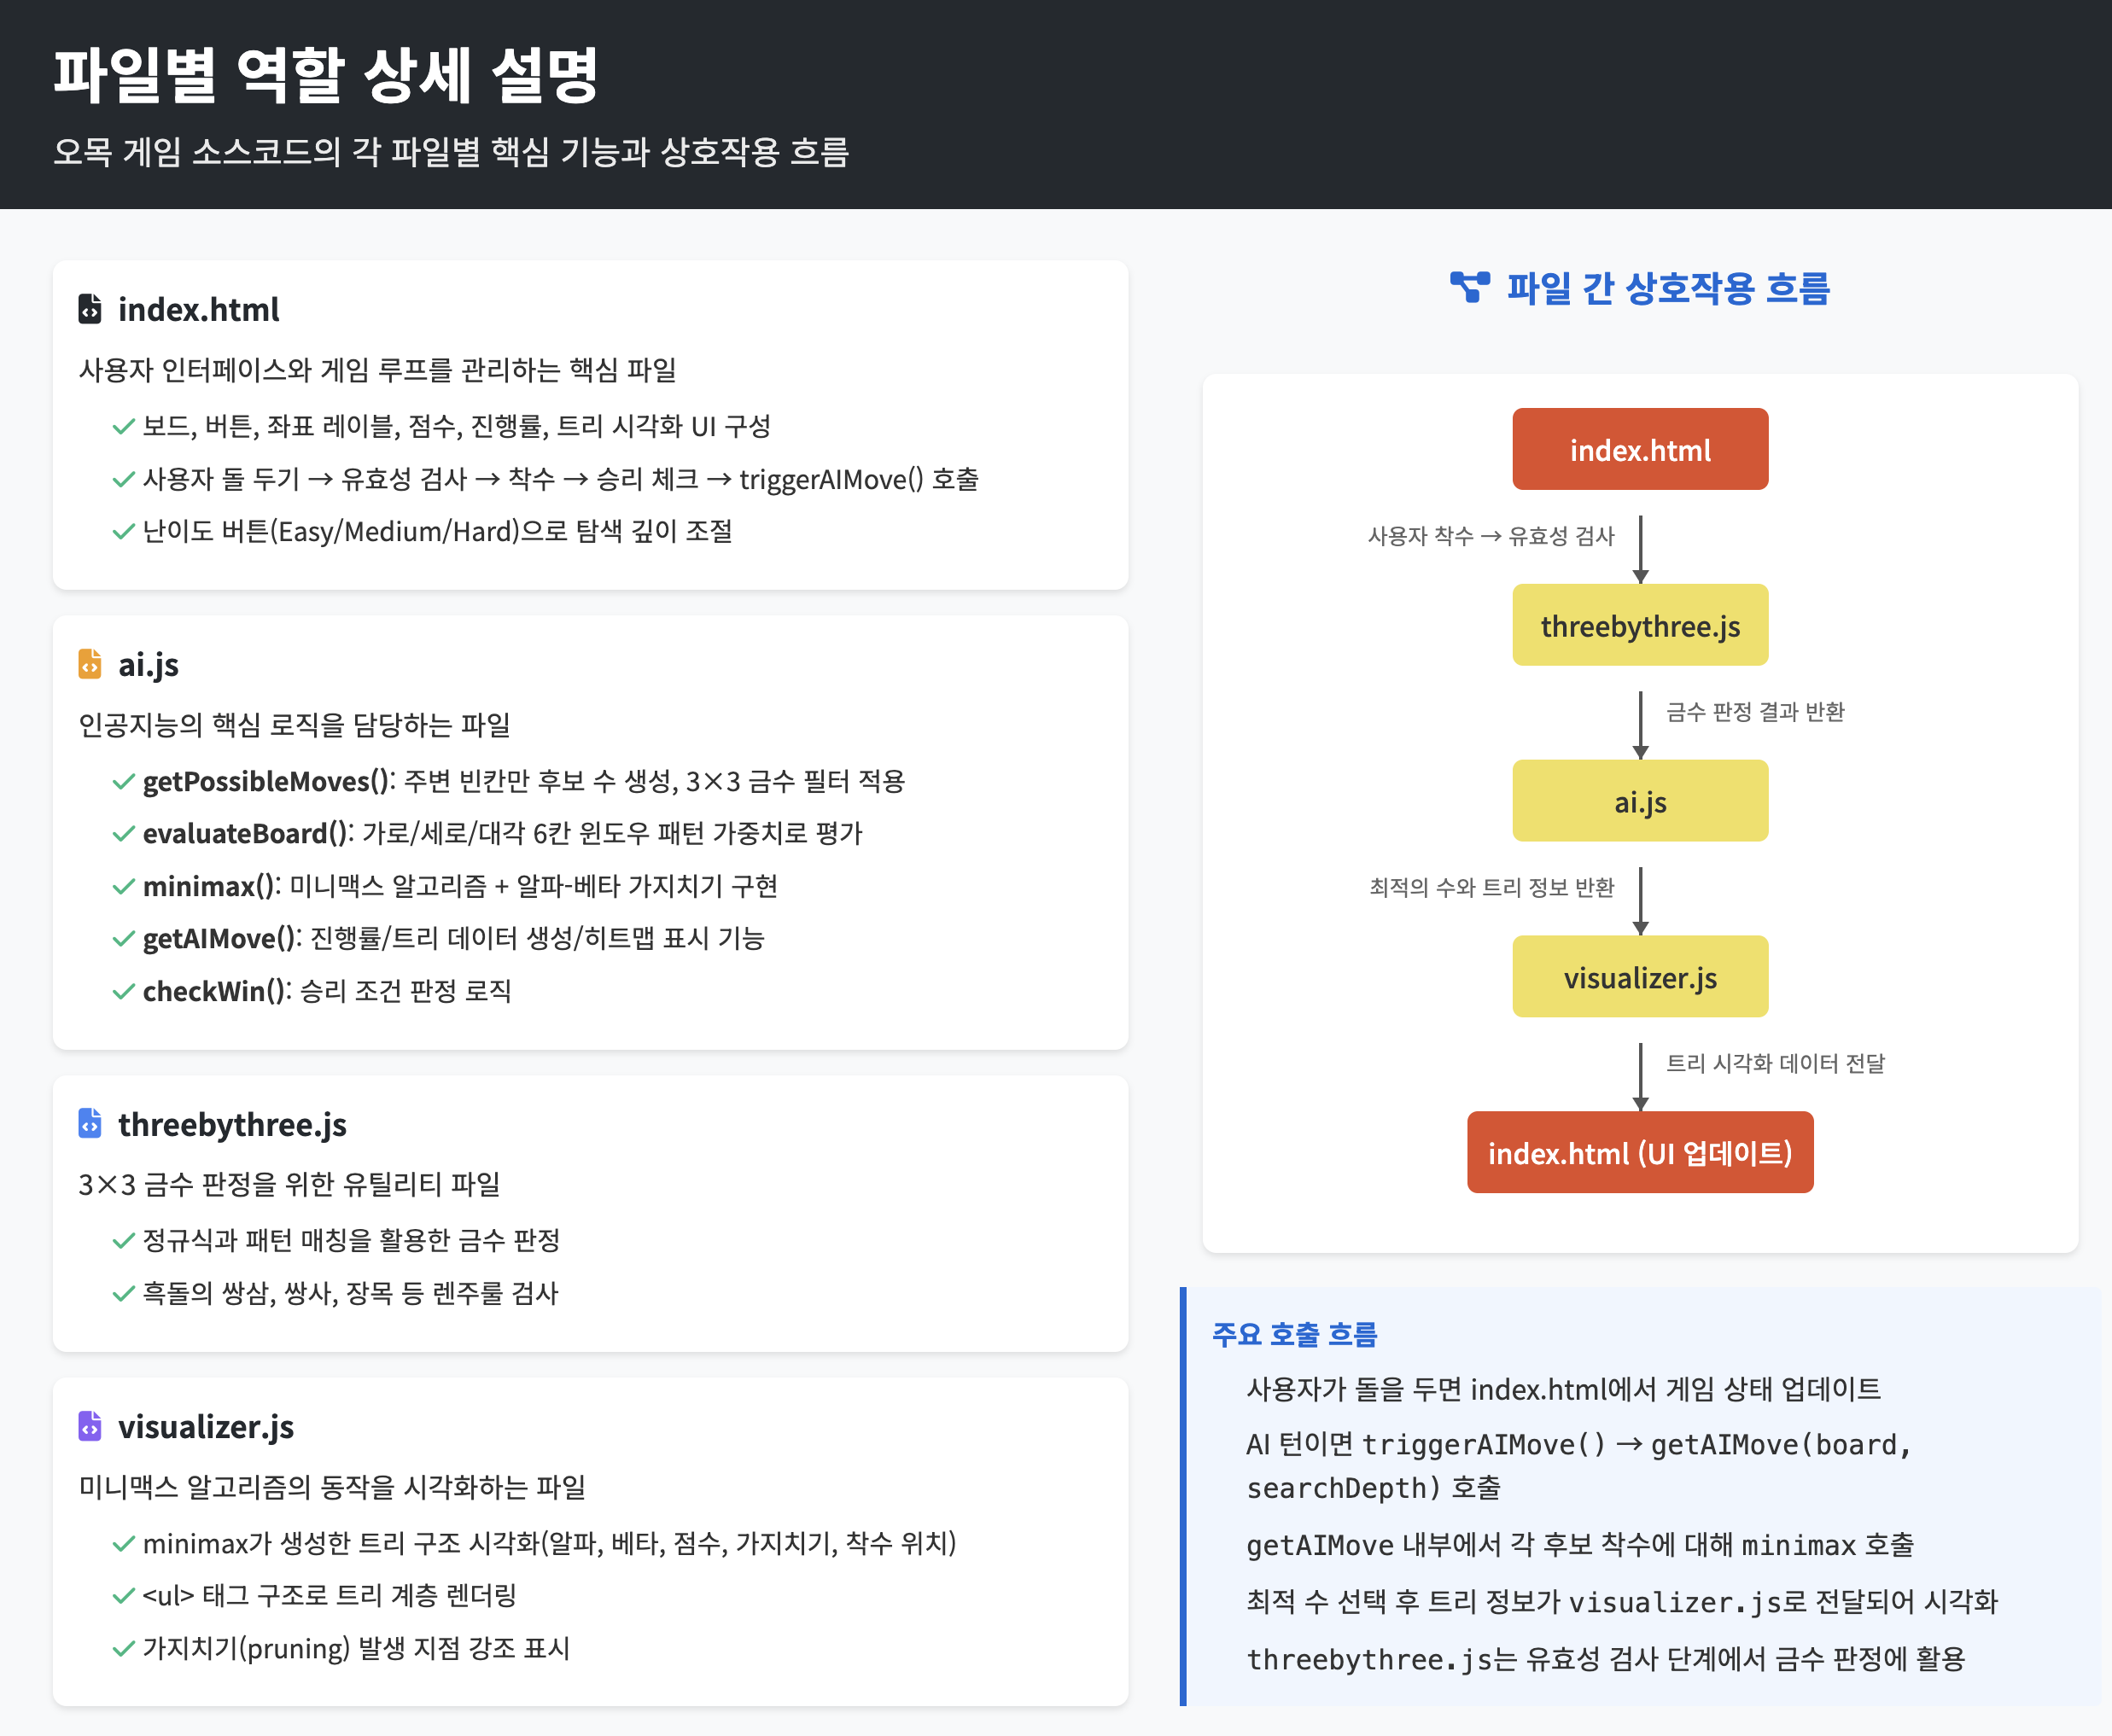 파일별 역할 상세 설명
오목 게임 소스코드의 각 파일별 핵심 기능과 상호작용 흐름
index.html
사용자 인터페이스와 게임 루프를 관리하는 핵심 파일
보드, 버튼, 좌표 레이블, 점수, 진행률, 트리 시각화 UI 구성
사용자 돌 두기 → 유효성 검사 → 착수 → 승리 체크 → triggerAIMove() 호출
난이도 버튼(Easy/Medium/Hard)으로 탐색 깊이 조절
ai.js
인공지능의 핵심 로직을 담당하는 파일
getPossibleMoves(): 주변 빈칸만 후보 수 생성, 3×3 금수 필터 적용
evaluateBoard(): 가로/세로/대각 6칸 윈도우 패턴 가중치로 평가
minimax(): 미니맥스 알고리즘 + 알파-베타 가지치기 구현
getAIMove(): 진행률/트리 데이터 생성/히트맵 표시 기능
checkWin(): 승리 조건 판정 로직
threebythree.js
3×3 금수 판정을 위한 유틸리티 파일
정규식과 패턴 매칭을 활용한 금수 판정
흑돌의 쌍삼, 쌍사, 장목 등 렌주룰 검사
visualizer.js
미니맥스 알고리즘의 동작을 시각화하는 파일
minimax가 생성한 트리 구조 시각화(알파, 베타, 점수, 가지치기, 착수 위치)
<ul> 태그 구조로 트리 계층 렌더링
가지치기(pruning) 발생 지점 강조 표시
파일 간 상호작용 흐름
index.html
사용자 착수 → 유효성 검사
threebythree.js
금수 판정 결과 반환
ai.js
최적의 수와 트리 정보 반환
visualizer.js
트리 시각화 데이터 전달
index.html (UI 업데이트)
주요 호출 흐름
사용자가 돌을 두면 index.html에서 게임 상태 업데이트
AI 턴이면 triggerAIMove() → getAIMove(board,
searchDepth) 호출
getAIMove 내부에서 각 후보 착수에 대해 minimax 호출
최적 수 선택 후 트리 정보가 visualizer.js로 전달되어 시각화
threebythree.js는 유효성 검사 단계에서 금수 판정에 활용